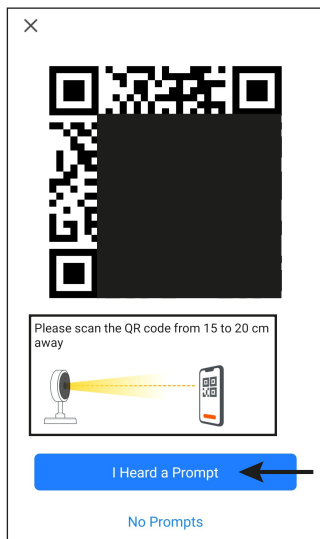 Please scan the QR code from 15 to 20 cm
away
I Heard a Prompt
No Prompts